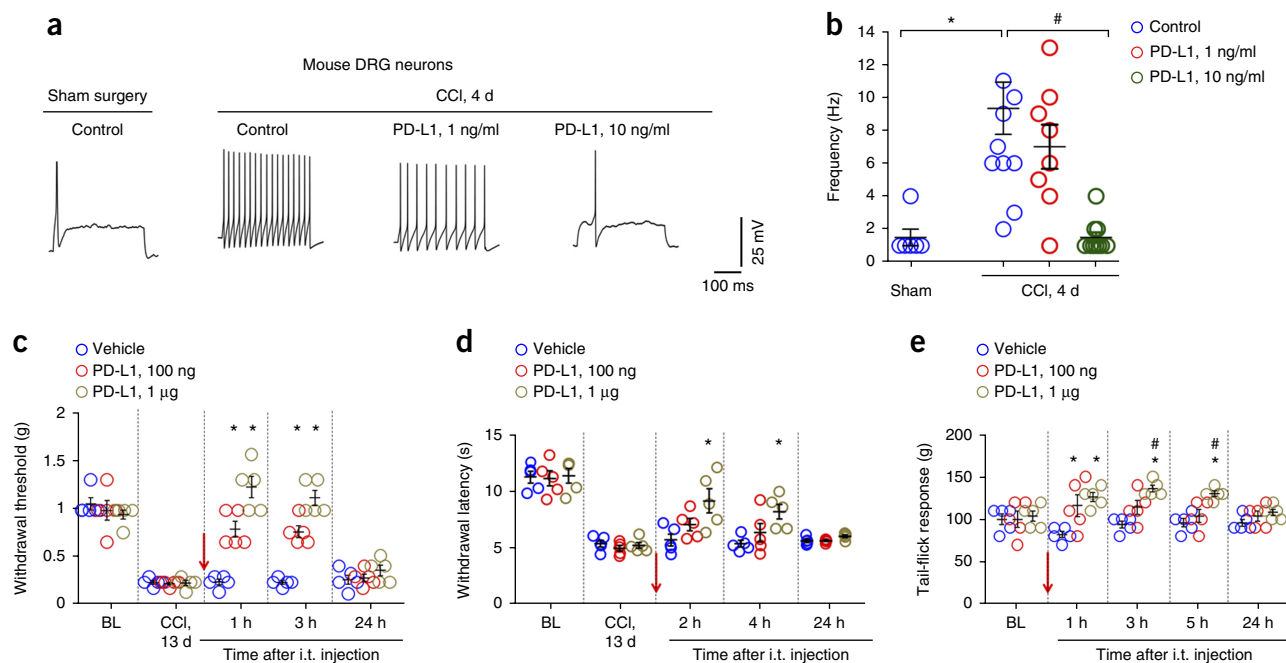 a
Mouse DRG neurons
Sham surgery
CCI, 4 d
Control
Control
PD-L1, 1 ng/ml
PD-L1, 10 ng/ml
25 mV
100 ms
b
*
#
Control
PD-L1, 1 ng/ml
PD-L1, 10 ng/ml
Frequency (Hz)
14
12
10
8
6
4
2
0
Sham
CCI, 4 d
c
Vehicle
PD-L1, 100 ng
PD-L1, 1 μg
Withdrawal threshold (g)
2
1.5
1
0.5
0
* *
* *
BL
CCI, 13 d
1 h
3 h
24 h
Time after i.t. injection
d
Vehicle
PD-L1, 100 ng
PD-L1, 1 μg
Withdrawal latency (s)
15
10
5
0
*
*
BL
CCI, 13 d
2 h
4 h
24 h
Time after i.t. injection
e
Vehicle
PD-L1, 100 ng
PD-L1, 1 μg
Tail-flick response (g)
200
150
100
50
0
* *
#
*
#
*
BL
1 h
3 h
5 h
24 h
Time after i.t. injection